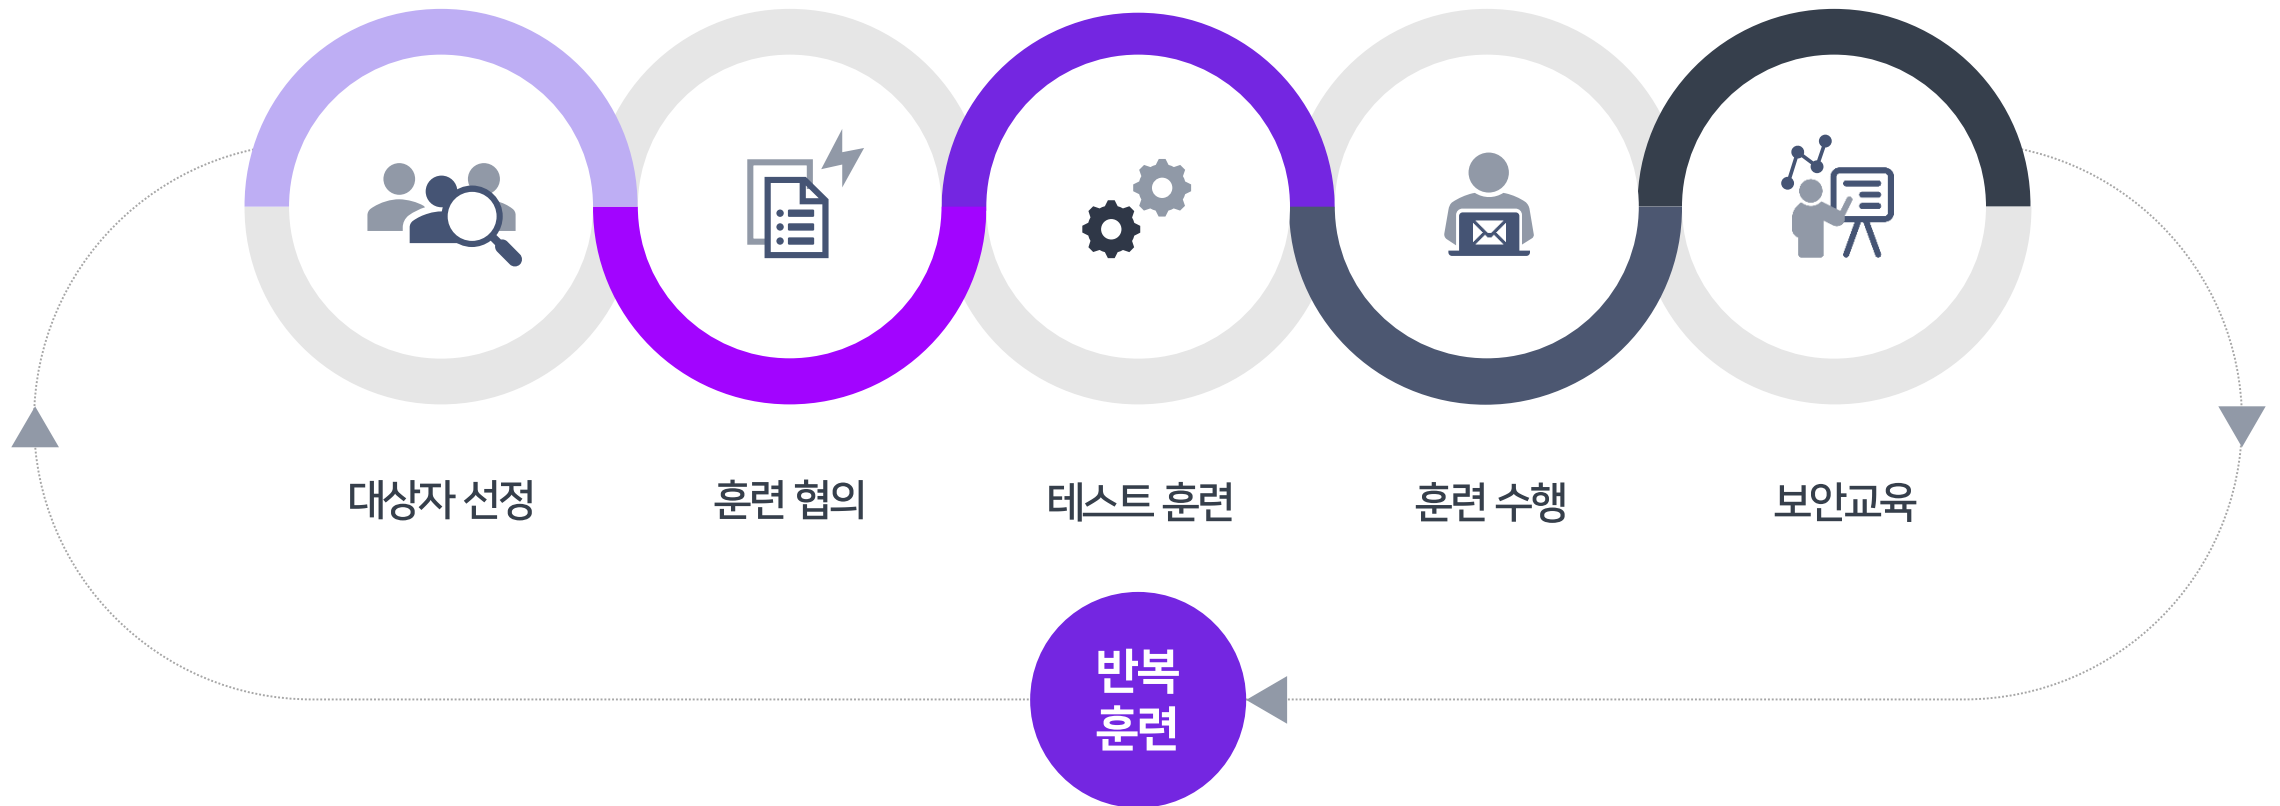 대상자 선정
훈련 협의
테스트 훈련
훈련 수행
보안교육
반복
훈련